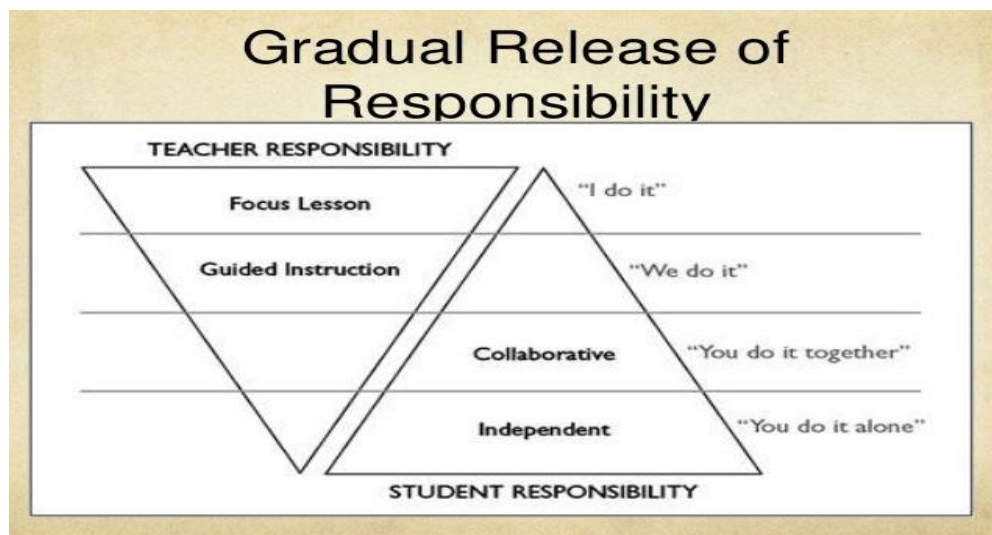 Gradual Release of
Responsibility
TEACHER RESPONSIBILITY
Focus Lesson
"I do it"
Guided Instruction
"We do it"
Collaborative
"You do it together"
Independent
"You do it alone"
STUDENT RESPONSIBILITY